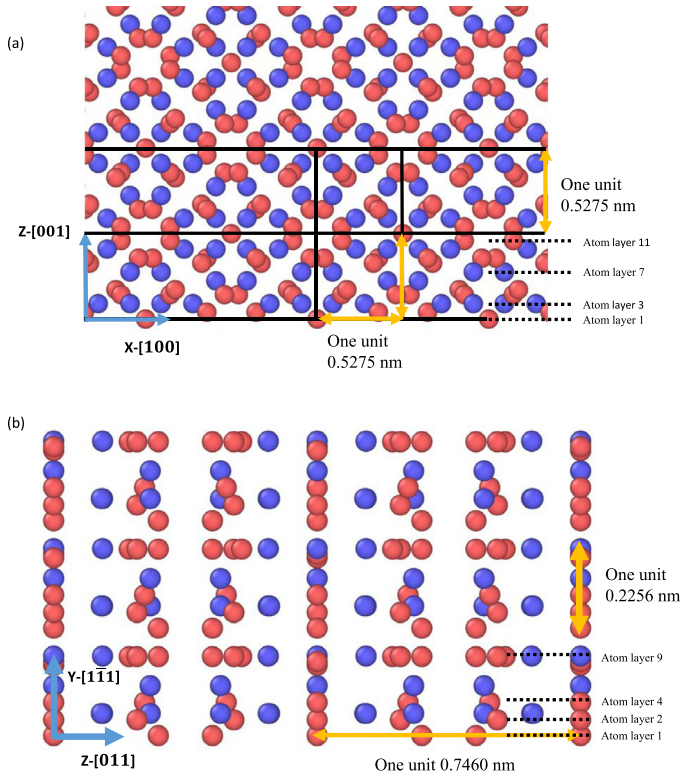 (a)
One unit
0.5275 nm
Z-[001]
Atom layer 11
Atom layer 7
Atom layer 3
Atom layer 1
X-[100]
One unit
0.5275 nm
(b)
One unit
0.2256 nm
Atom layer 9
Y-[11̅1]
Atom layer 4
Atom layer 2
Atom layer 1
Z-[011]
One unit 0.7460 nm